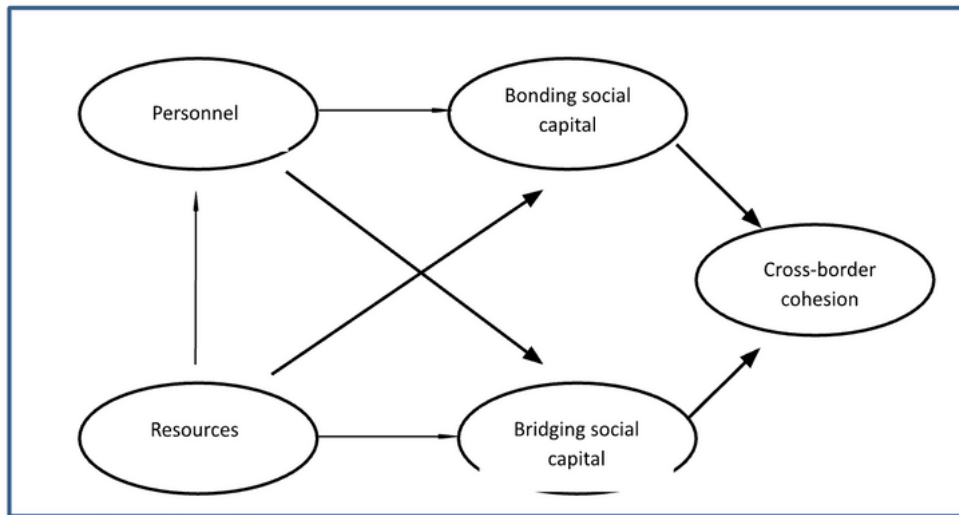 Personnel
Bonding social
capital
Cross-border
cohesion
Resources
Bridging social
capital